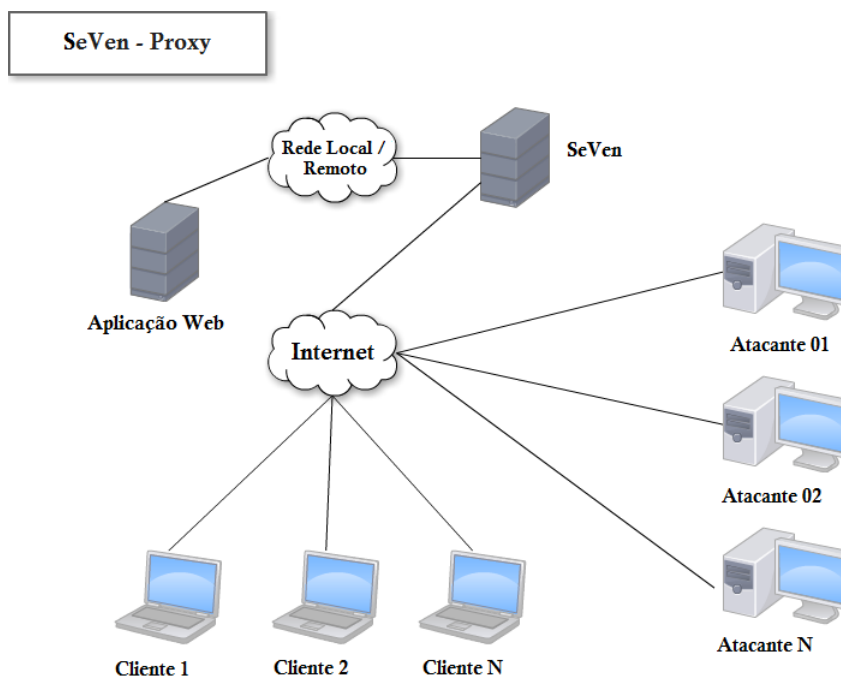 SeVen - Proxy
Rede Local /
Remoto
SeVen
Aplicação Web
Internet
Atacante 01
Atacante 02
Atacante N
Cliente 1
Cliente 2
Cliente N